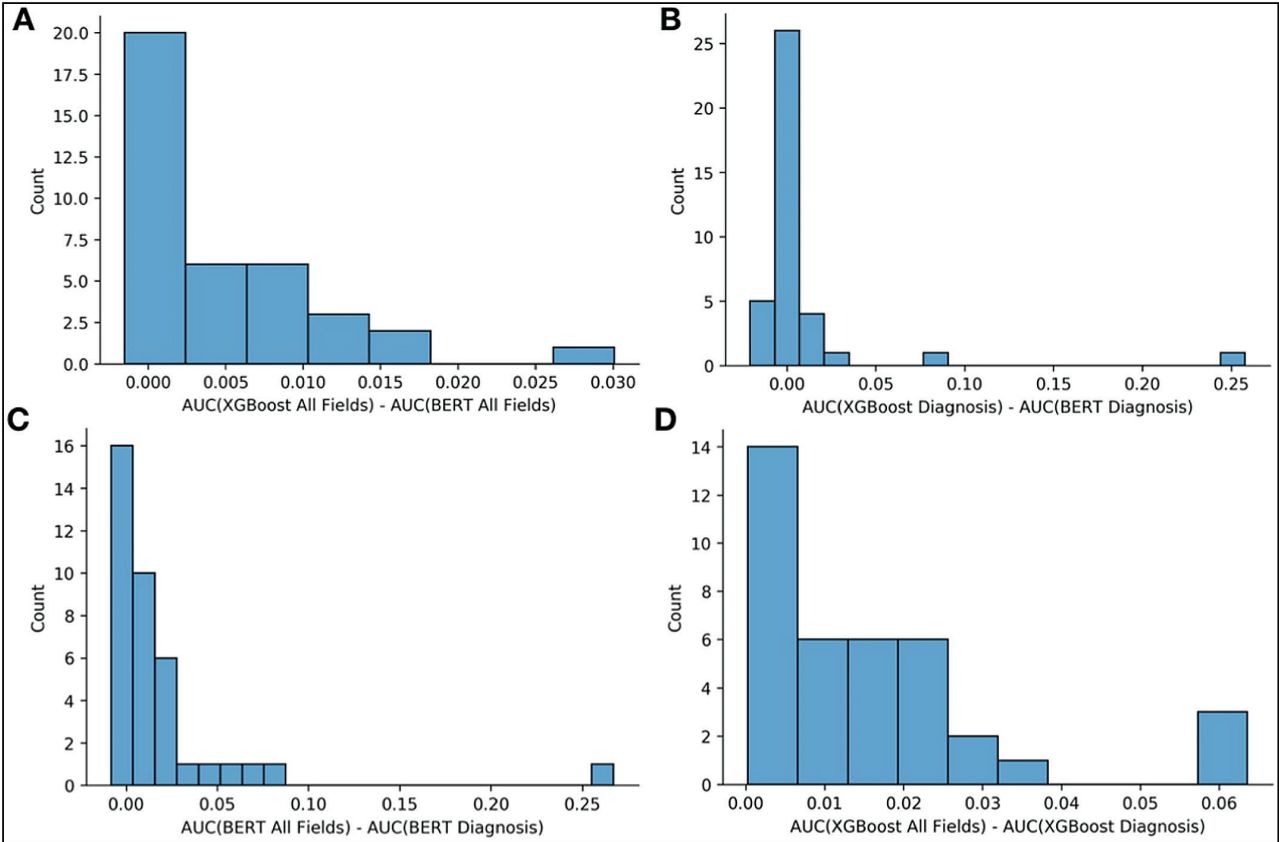 A
20.0
17.5
15.0
12.5
10.0
7.5
5.0
2.5
0.0
Count
0.000 0.005 0.010 0.015 0.020 0.025 0.030
AUC(XGBoost All Fields) - AUC(BERT All Fields)
B
25
20
15
10
5
0
Count
0.00 0.05 0.10 0.15 0.20 0.25
AUC(XGBoost Diagnosis) - AUC(BERT Diagnosis)
C
16
14
12
10
8
6
4
2
0
Count
0.00 0.05 0.10 0.15 0.20 0.25
AUC(BERT All Fields) - AUC(BERT Diagnosis)
D
14
12
10
8
6
4
2
0
Count
0.00 0.01 0.02 0.03 0.04 0.05 0.06
AUC(XGBoost All Fields) - AUC(XGBoost Diagnosis)